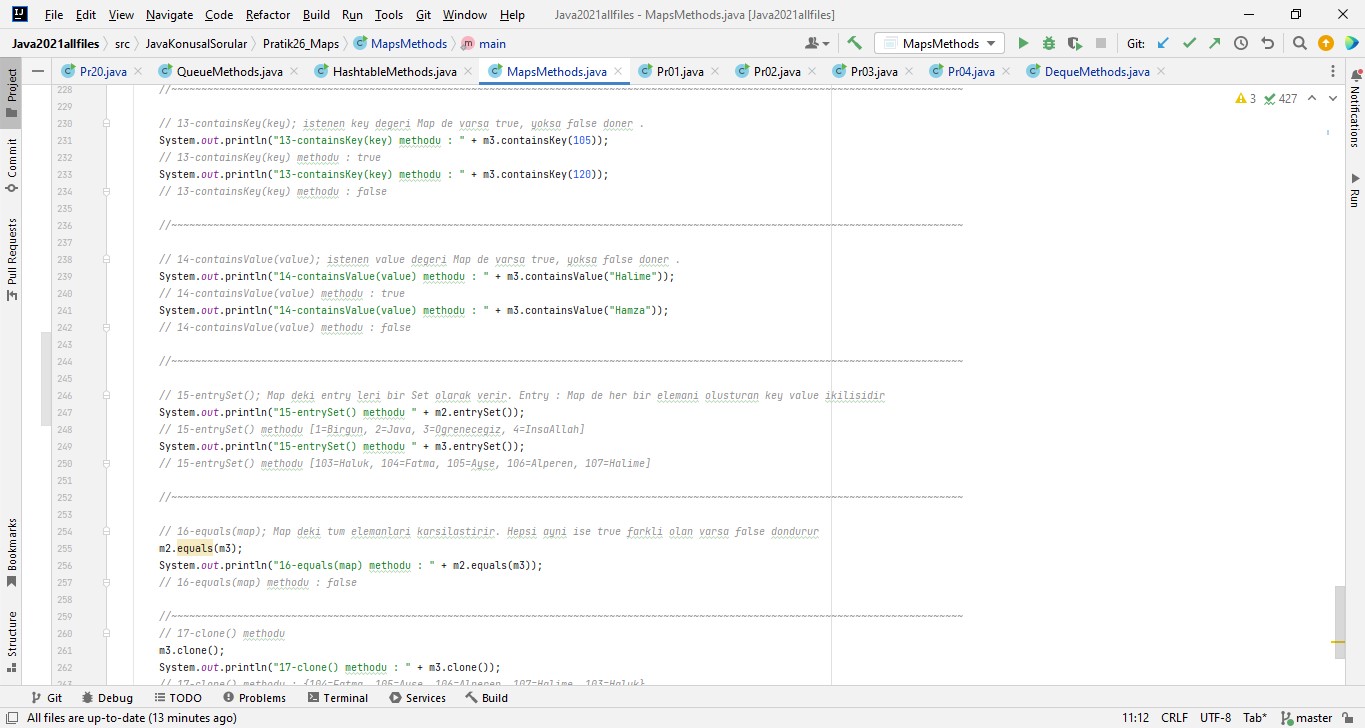 File Edit View Navigate Code Refactor Build Run Tools Git Window Help Java2021allfiles - MapsMethods.java [Java2021allfiles]
Java2021allfiles src JavaKonusalSorular Pratik26_Maps MapsMethods main MapsMethods Git:
Pr20.java QueueMethods.java HashtableMethods.java MapsMethods.java Pr01.java Pr02.java Pr03.java Pr04.java DequeMethods.java
Project
Commit
Pull Requests
Bookmarks
Structure
Notifications
Run
3 427
228 //~~~~~~~~~~~~~~~~~~~~~~~~~~~~~~~~~~~~~~~~~~~~~~~~~~~~~~~~~~~~~~~~~~~~~~~~~~~~~~~~~~~~~~~~~~~~~~~~~~~~~~~~~~~~~~~~~~~~~~~~~~~~~~~~~~~~
229
230 // 13-containsKey(key); istenen key degeri Map de varsa true, yoksa false doner .
231 System.out.println("13-containsKey(key) methodu : " + m3.containsKey(105));
232 // 13-containsKey(key) methodu : true
233 System.out.println("13-containsKey(key) methodu : " + m3.containsKey(120));
234 // 13-containsKey(key) methodu : false
235
236 //~~~~~~~~~~~~~~~~~~~~~~~~~~~~~~~~~~~~~~~~~~~~~~~~~~~~~~~~~~~~~~~~~~~~~~~~~~~~~~~~~~~~~~~~~~~~~~~~~~~~~~~~~~~~~~~~~~~~~~~~~~~~~~~~~~~~
237
238 // 14-containsValue(value); istenen value degeri Map de varsa true, yoksa false doner .
239 System.out.println("14-containsValue(value) methodu : " + m3.containsValue("Halime"));
240 // 14-containsValue(value) methodu : true
241 System.out.println("14-containsValue(value) methodu : " + m3.containsValue("Hamza"));
242 // 14-containsValue(value) methodu : false
243
244 //~~~~~~~~~~~~~~~~~~~~~~~~~~~~~~~~~~~~~~~~~~~~~~~~~~~~~~~~~~~~~~~~~~~~~~~~~~~~~~~~~~~~~~~~~~~~~~~~~~~~~~~~~~~~~~~~~~~~~~~~~~~~~~~~~~~~
245
246 // 15-entrySet(); Map deki entry leri bir Set olarak verir. Entry : Map de her bir elemani olusturan key value ikilisidir
247 System.out.println("15-entrySet() methodu " + m2.entrySet());
248 // 15-entrySet() methodu [1=Birgun, 2=Java, 3=Ogrenecegiz, 4=InsaAllah]
249 System.out.println("15-entrySet() methodu " + m3.entrySet());
250 // 15-entrySet() methodu [103=Haluk, 104=Fatma, 105=Ayse, 106=Alperen, 107=Halime]
251
252 //~~~~~~~~~~~~~~~~~~~~~~~~~~~~~~~~~~~~~~~~~~~~~~~~~~~~~~~~~~~~~~~~~~~~~~~~~~~~~~~~~~~~~~~~~~~~~~~~~~~~~~~~~~~~~~~~~~~~~~~~~~~~~~~~~~~~
253
254 // 16-equals(map); Map deki tum elemanlari karsilastirir. Hepsi ayni ise true farkli olan varsa false dondurur
255 m2.equals(m3);
256 System.out.println("16-equals(map) methodu : " + m2.equals(m3));
257 // 16-equals(map) methodu : false
258
259 //~~~~~~~~~~~~~~~~~~~~~~~~~~~~~~~~~~~~~~~~~~~~~~~~~~~~~~~~~~~~~~~~~~~~~~~~~~~~~~~~~~~~~~~~~~~~~~~~~~~~~~~~~~~~~~~~~~~~~~~~~~~~~~~~~~~~
260 // 17-clone() methodu
261 m3.clone();
262 System.out.println("17-clone() methodu : " + m3.clone());
263 // 17-clone() methodu : {104=Fatma, 105=Ayse, 106=Alperen, 107=Halime, 103=Haluk}
Git Debug TODO Problems Terminal Services Build
All files are up-to-date (13 minutes ago) 11:12 CRLF UTF-8 Tab* master